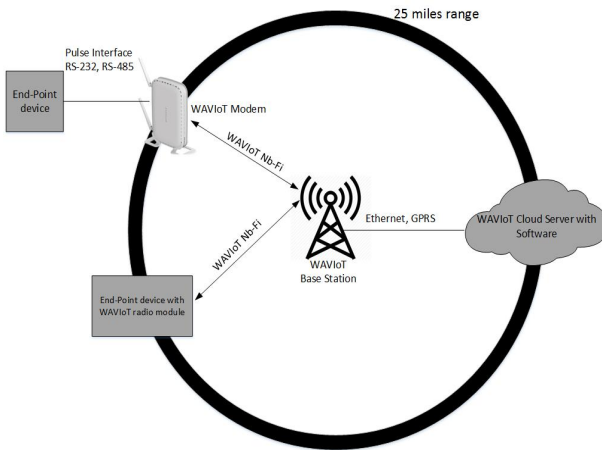 25 miles range
Pulse Interface
RS-232, RS-485
End-Point
device
WAVIoT Modem
WAVIoT Nb-Fi
Ethernet, GPRS
WAVIoT Cloud Server with
Software
WAVIoT
Base Station
WAVIoT Nb-Fi
End-Point device with
WAVIoT radio module